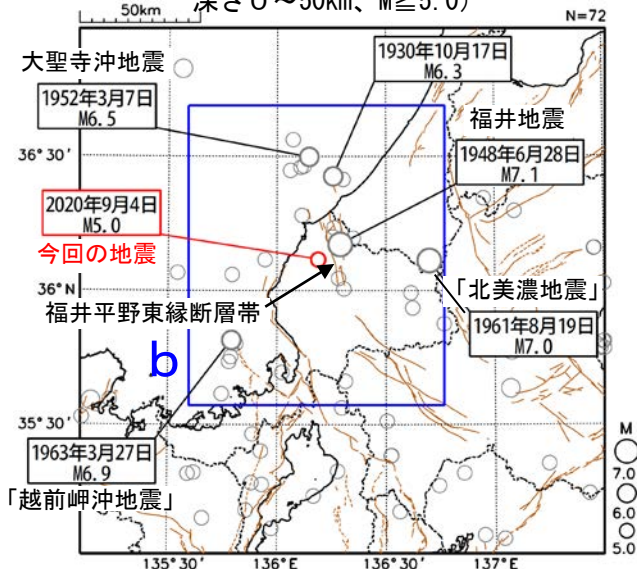 50km
深さ0～50km、M≧5.0)
N=72
大聖寺沖地震
1930年10月17日
M6.3
1952年3月7日
M6.5
福井地震
36°30'
1948年6月28日
M7.1
2020年9月4日
M5.0
今回の地震
36°N
福井平野東縁断層帯
「北美濃地震」
1961年8月19日
M7.0
b
35°30'
1963年3月27日
M6.9
「越前岬沖地震」
M
7.0
6.0
5.0
135°30'
136°E
136°30'
137°E